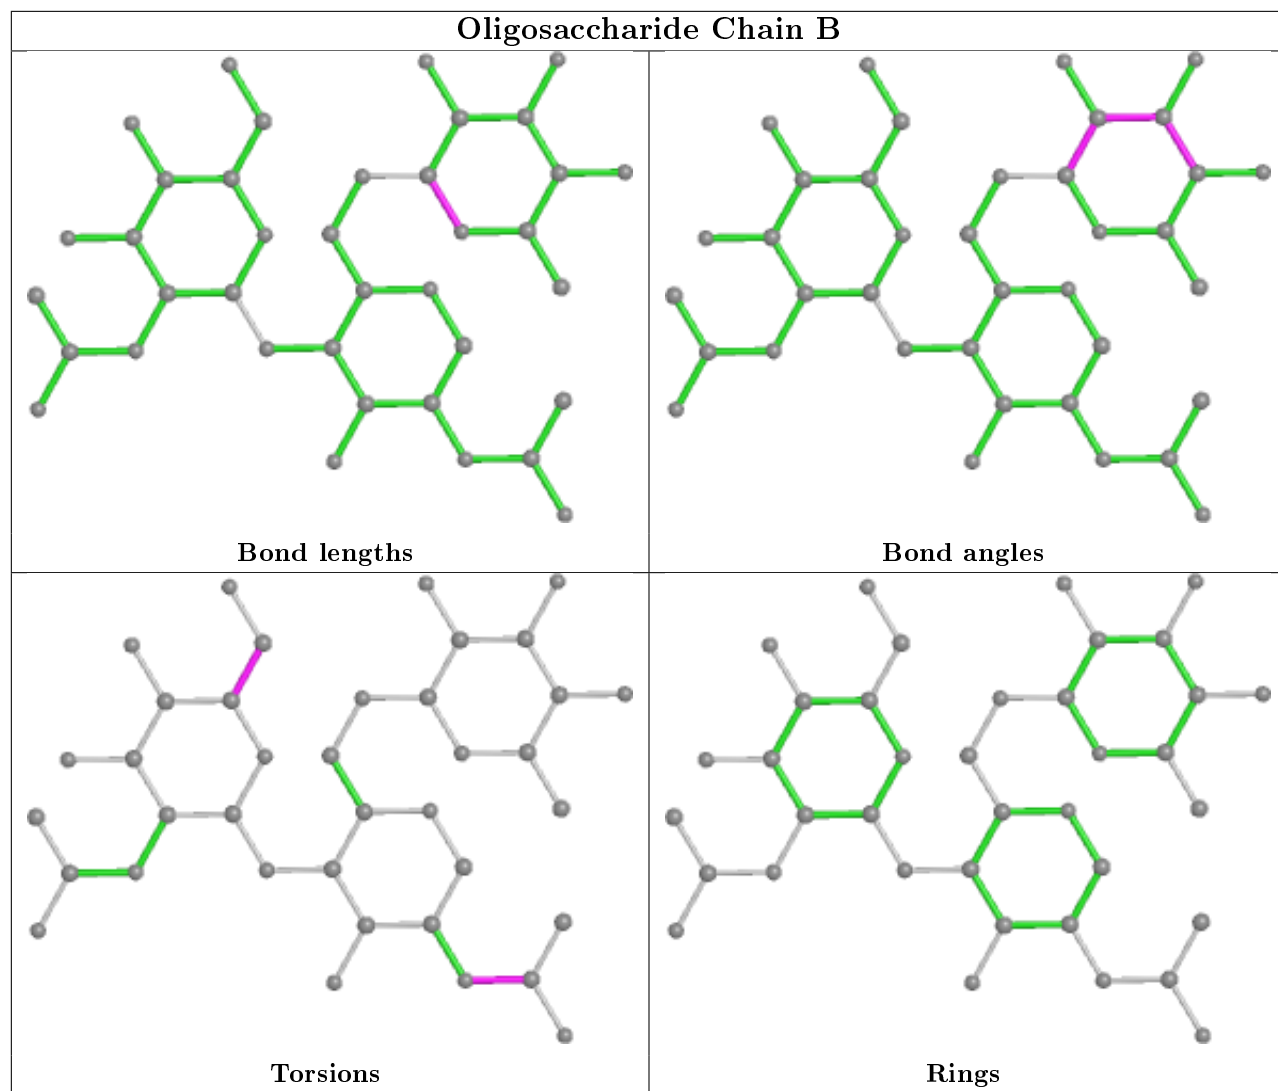 Oligosaccharide Chain B
Bond lengths
Bond angles
Torsions
Rings